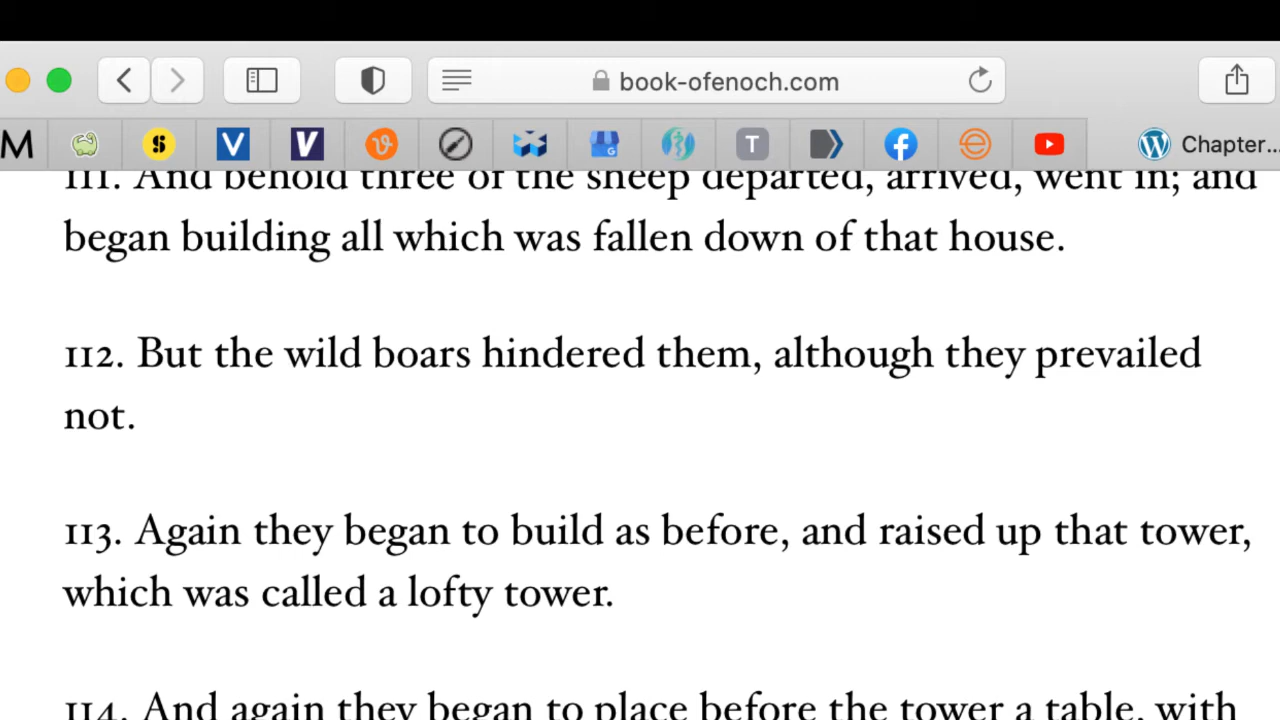 book-ofenoch.com
M
S
V
V
T
Chapter...
111. And behold three of the sheep departed, arrived, went in; and
began building all which was fallen down of that house.
112. But the wild boars hindered them, although they prevailed
not.
113. Again they began to build as before, and raised up that tower,
which was called a lofty tower.
114. And again they began to place before the tower a table, with